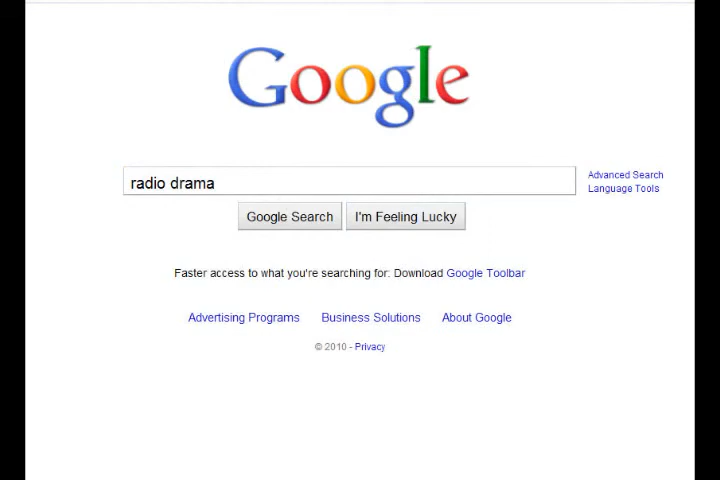 Google
radio drama
Advanced Search
Language Tools
Google Search
I'm Feeling Lucky
Faster access to what you're searching for: Download Google Toolbar
Advertising Programs
Business Solutions
About Google
© 2010 - Privacy